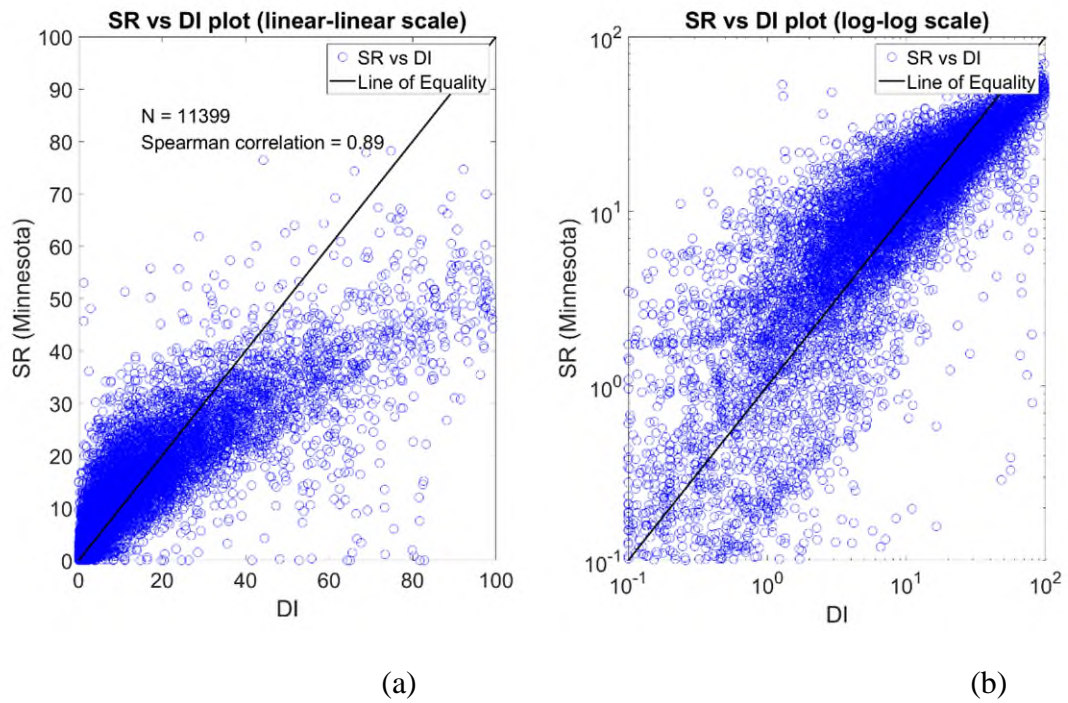 SR vs DI plot (linear-linear scale)
100
90
80
70
60
50
40
30
20
10
0
SR (Minnesota)
SR vs DI
Line of Equality
N = 11399
Spearman correlation = 0.89
0 20 40 60 80 100
DI
(a)
SR vs DI plot (log-log scale)
10^2
10^1
10^0
10^-1
SR (Minnesota)
SR vs DI
Line of Equality
10^-1 10^0 10^1 10^2
DI
(b)